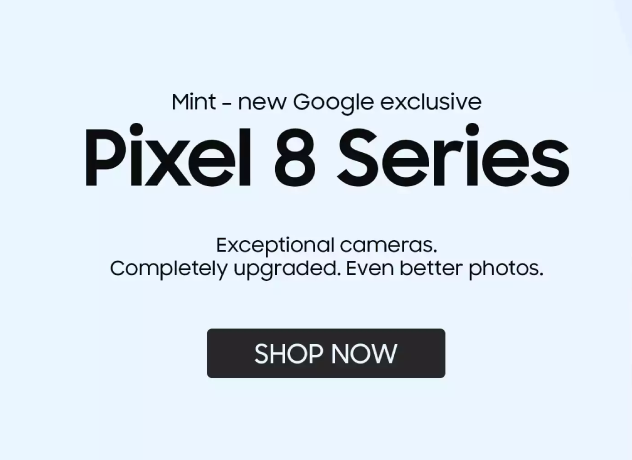 Mint - new Google exclusive
Pixel 8 Series
Exceptional cameras.
Completely upgraded. Even better photos.
SHOP NOW